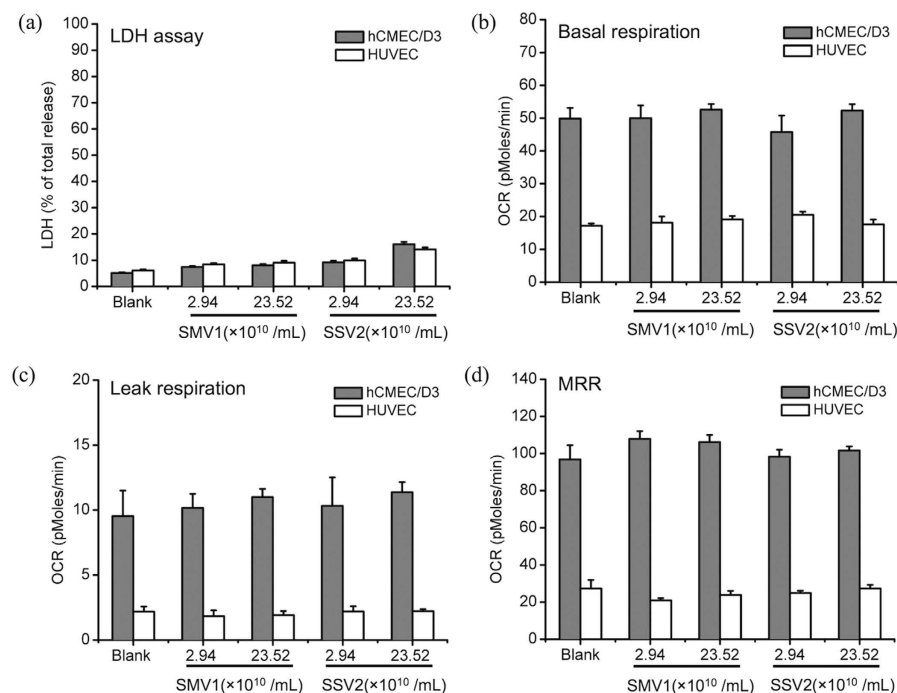 (a)
LDH assay
hCMEC/D3
HUVEC
LDH (% of total release)
100
90
80
70
60
50
40
30
20
10
0
Blank 2.94 23.52 2.94 23.52
SMV1(×10¹⁰ /mL) SSV2(×10¹⁰ /mL)
(b)
Basal respiration
hCMEC/D3
HUVEC
OCR (pMoles/min)
80
70
60
50
40
30
20
10
0
Blank 2.94 23.52 2.94 23.52
SMV1(×10¹⁰ /mL) SSV2(×10¹⁰ /mL)
(c)
Leak respiration
hCMEC/D3
HUVEC
OCR (pMoles/min)
20
15
10
5
0
Blank 2.94 23.52 2.94 23.52
SMV1(×10¹⁰ /mL) SSV2(×10¹⁰ /mL)
(d)
MRR
hCMEC/D3
HUVEC
OCR (pMoles/min)
140
120
100
80
60
40
20
0
Blank 2.94 23.52 2.94 23.52
SMV1(×10¹⁰ /mL) SSV2(×10¹⁰ /mL)